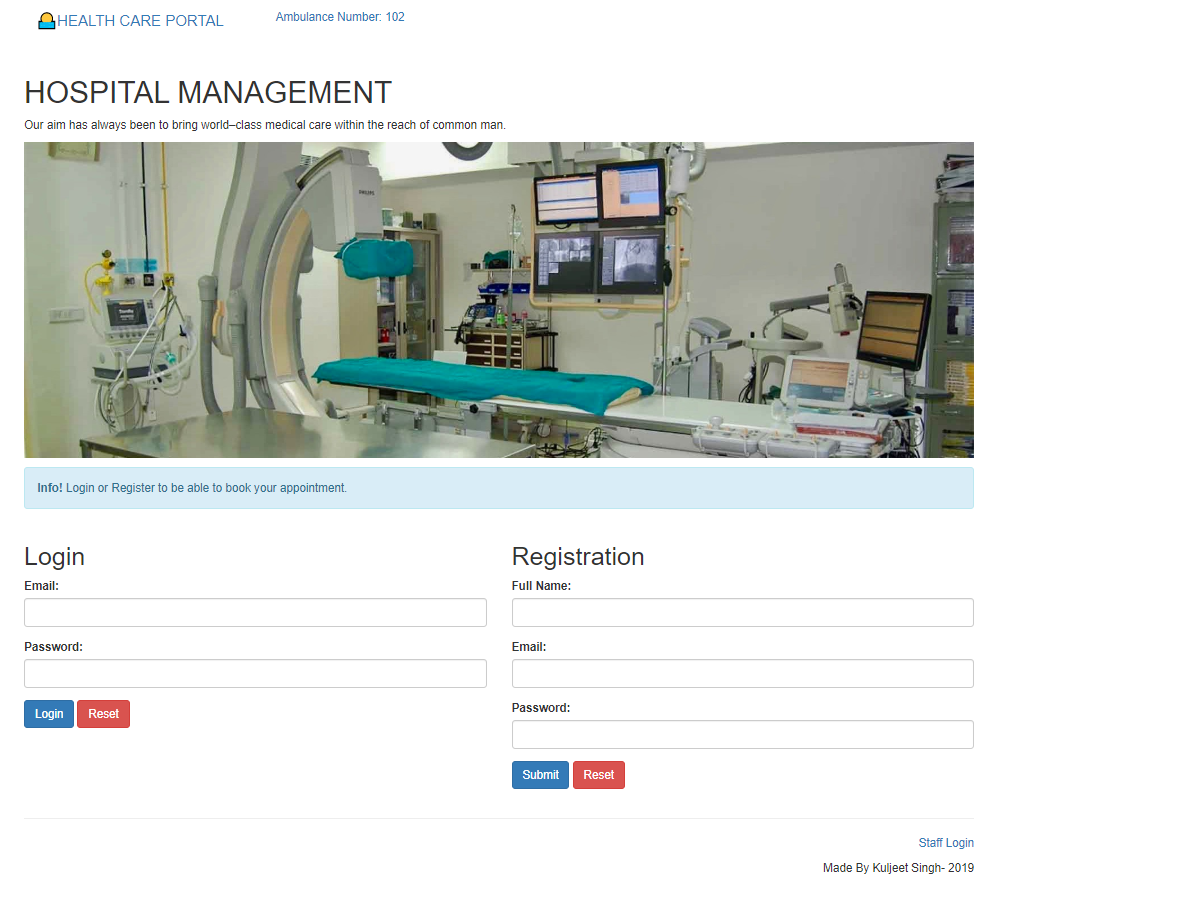 HEALTH CARE PORTAL
Ambulance Number: 102
HOSPITAL MANAGEMENT
Our aim has always been to bring world–class medical care within the reach of common man.
PHILIPS
Info! Login or Register to be able to book your appointment.
Login
Email:
Password:
Login Reset
Registration
Full Name:
Email:
Password:
Submit Reset
Staff Login
Made By Kuljeet Singh- 2019